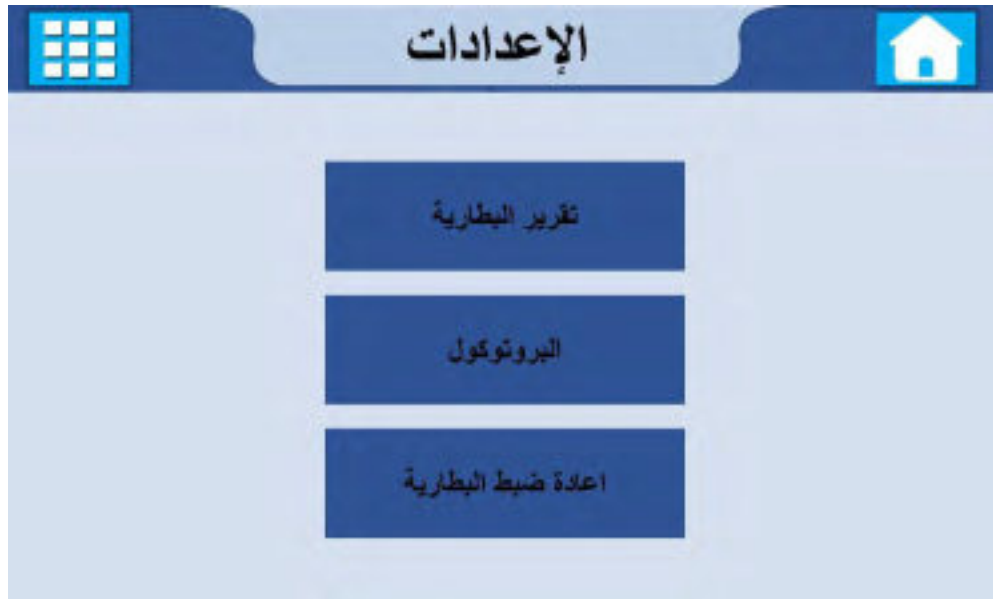 الإعدادات
تقرير البطارية
البروتوكول
اعادة ضبط البطارية